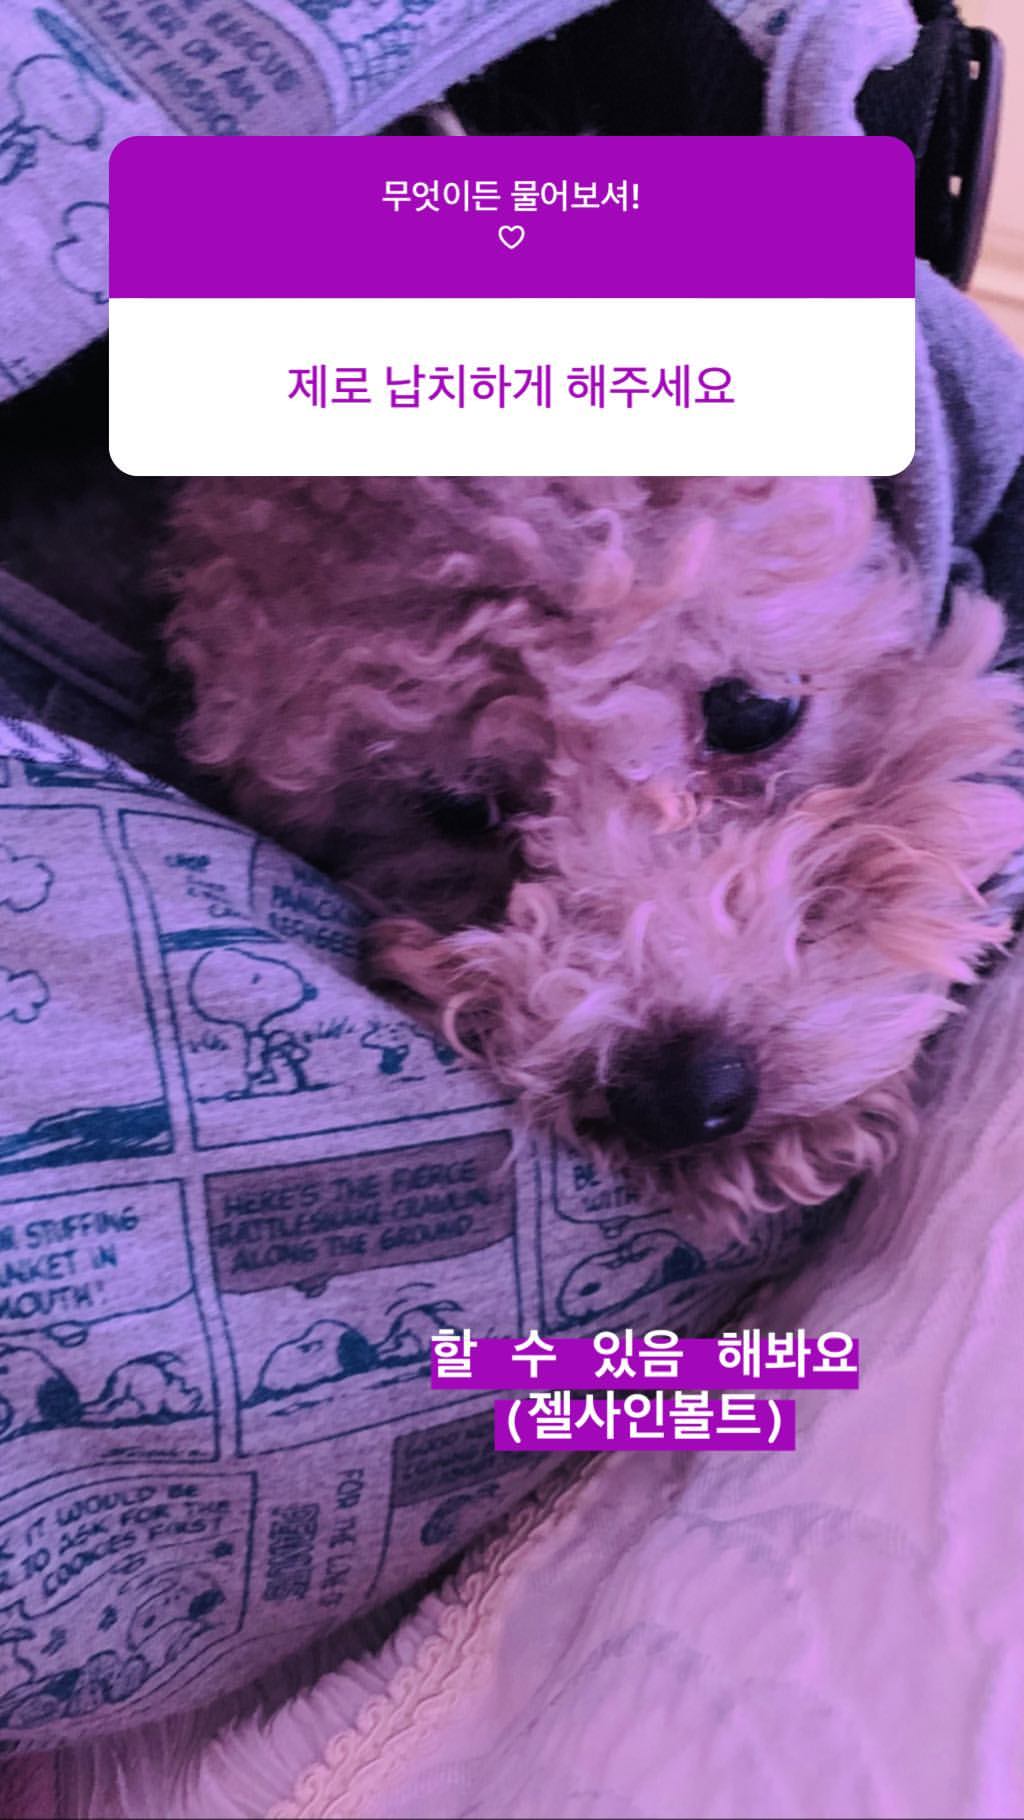 무엇이든 물어보셔!
♡
제로 납치하게 해주세요
HERE'S THE FIERCE
RATTLESNAKE CRAWLING
ALONG THE GROUND
STUFFING
IN
MOUTH!
BE
WITH
할 수 있음 해봐요
(젤사인볼트)
IT WOULD BE
TO ASK FOR THE
COOKIES FIRST
FOR THE